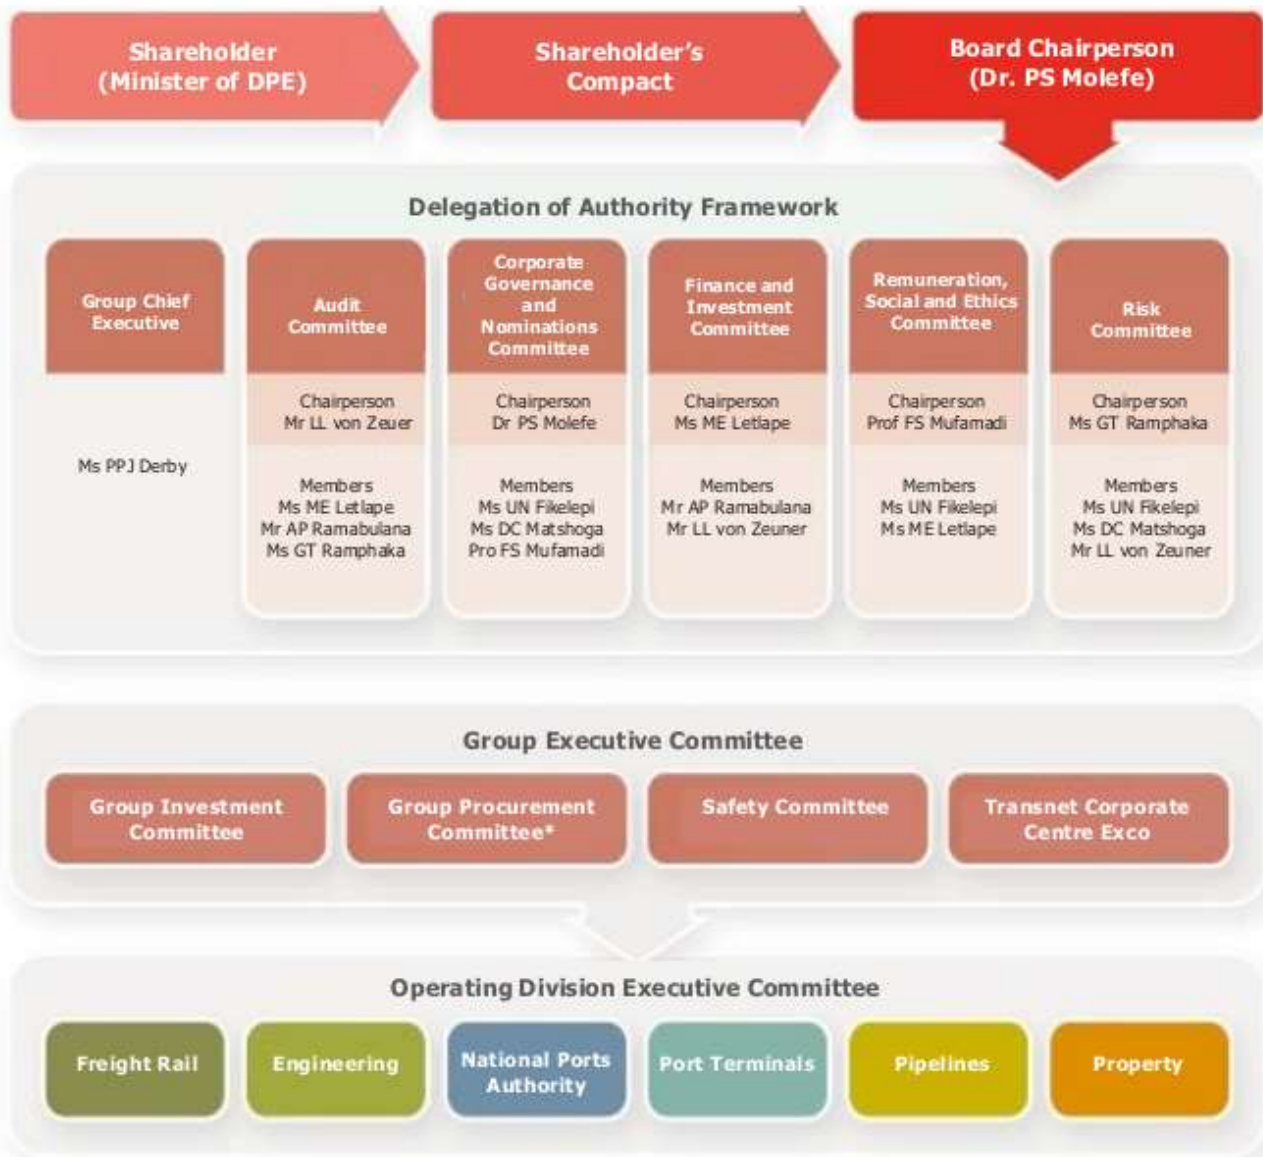 Shareholder
(Minister of DPE)
Shareholder's
Compact
Board Chairperson
(Dr. PS Molefe)
Delegation of Authority Framework
Group Chief
Executive
Ms PPJ Derby
Audit
Committee
Chairperson
Mr LL von Zeuer
Members
Ms ME Letlape
Mr AP Ramabulana
Ms GT Ramphaka
Corporate
Governance
and
Nominations
Committee
Chairperson
Dr PS Molefe
Members
Ms UN Fikelepi
Ms DC Matshoga
Pro FS Mufamadi
Finance and
Investment
Committee
Chairperson
Ms ME Letlape
Members
Mr AP Ramabulana
Mr LL von Zeuner
Remuneration,
Social and Ethics
Committee
Chairperson
Prof FS Mufamadi
Members
Ms UN Fikelepi
Ms ME Letlape
Risk
Committee
Chairperson
Ms GT Ramphaka
Members
Ms UN Fikelepi
Ms DC Matshoga
Mr LL von Zeuner
Group Executive Committee
Group Investment
Committee
Group Procurement
Committee*
Safety Committee
Transnet Corporate
Centre Exco
Operating Division Executive Committee
Freight Rail
Engineering
National Ports
Authority
Port Terminals
Pipelines
Property